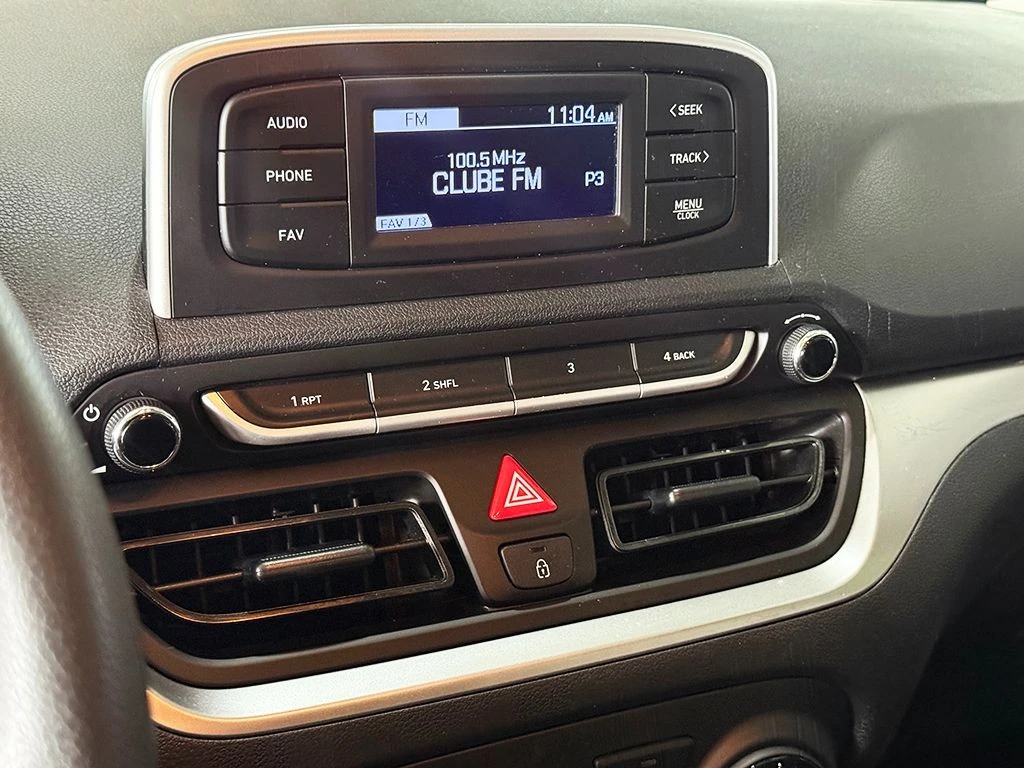 AUDIO
PHONE
FAV
FM 11:04 AM
100.5 MHz
CLUBE FM P3
FAV 1/3
< SEEK
TRACK >
MENU
CLOCK
1 RPT
2 SHFL
3
4 BACK